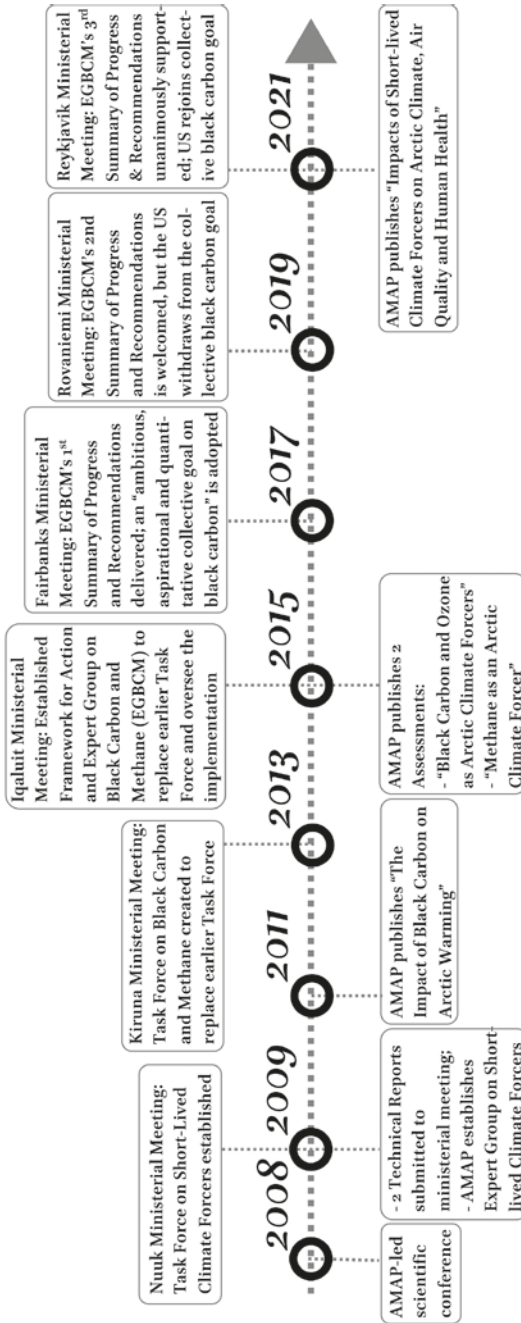 Nuuk Ministerial Meeting:
Task Force on Short-Lived
Climate Forcers established
Kiruna Ministerial Meeting:
Task Force on Black Carbon
and Methane created to
replace earlier Task Force
Iqaluit Ministerial
Meeting: Established
Framework for Action
and Expert Group on
Black Carbon and
Methane (EGBCM) to
replace earlier Task
Force and oversee the
implementation
Fairbanks Ministerial
Meeting: EGBCM's 1st
Summary of Progress
and Recommendations
delivered; an "ambitious,
aspirational and quanti-
tative collective goal on
black carbon" is adopted
Rovaniemi Ministerial
Meeting: EGBCM's 2nd
Summary of Progress
and Recommendations
is welcomed, but the US
withdraws from the col-
lective black carbon goal
Reykjavik Ministerial
Meeting: EGBCM's 3rd
Summary of Progress
& Recommendations
unanimously support-
ed; US rejoins collect-
ive black carbon goal
2008
2009
2011
2013
2015
2017
2019
2021
AMAP-led
scientific
conference
- 2 Technical Reports
submitted to
ministerial meeting;
- AMAP establishes
Expert Group on Short-
lived Climate Forcers
AMAP publishes "The
Impact of Black Carbon on
Arctic Warming"
AMAP publishes 2
Assessments:
- "Black Carbon and Ozone
as Arctic Climate Forcers"
- "Methane as an Arctic
Climate Forcer"
AMAP publishes "Impacts of Short-lived
Climate Forcers on Arctic Climate, Air
Quality and Human Health"